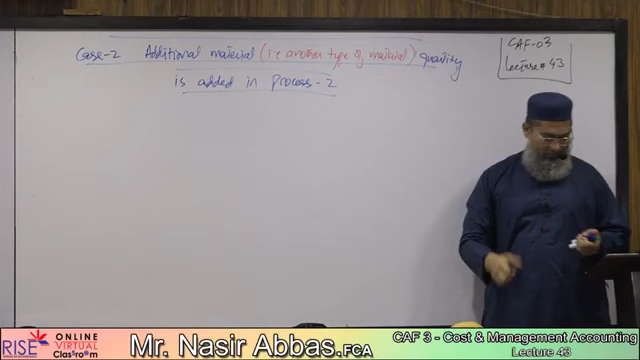 Case-2 Additional material (i.e another type of material) quantity
is added in process-2
CAF-03
Lecture # 43
RISE
ONLINE
VIRTUAL
Classroom
Mr. Nasir Abbas.FCA
CAF 3 - Cost & Management Accounting
Lecture 43